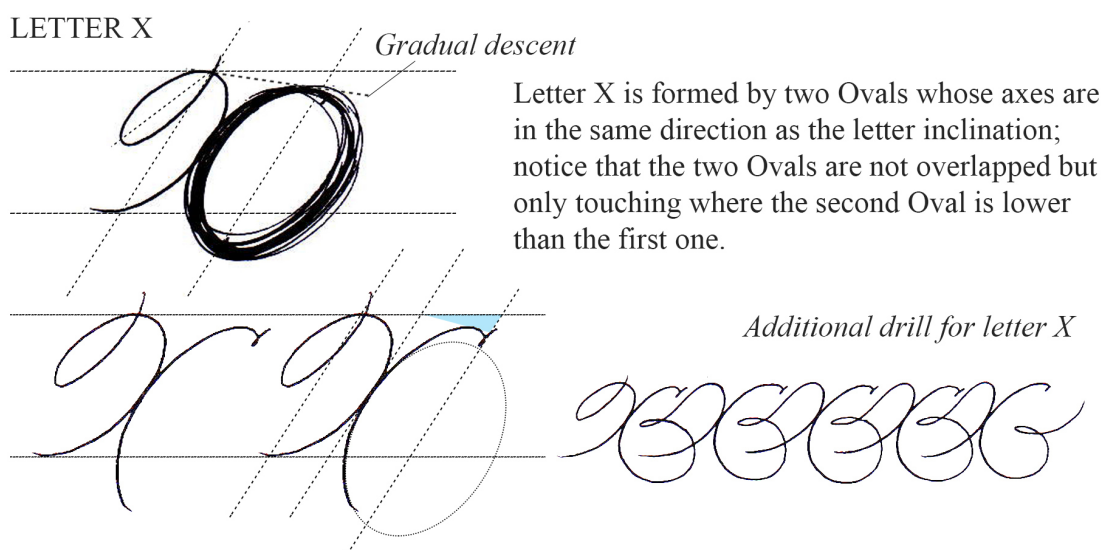 LETTER X
Gradual descent
Letter X is formed by two Ovals whose axes are
in the same direction as the letter inclination;
notice that the two Ovals are not overlapped but
only touching where the second Oval is lower
than the first one.
Additional drill for letter X